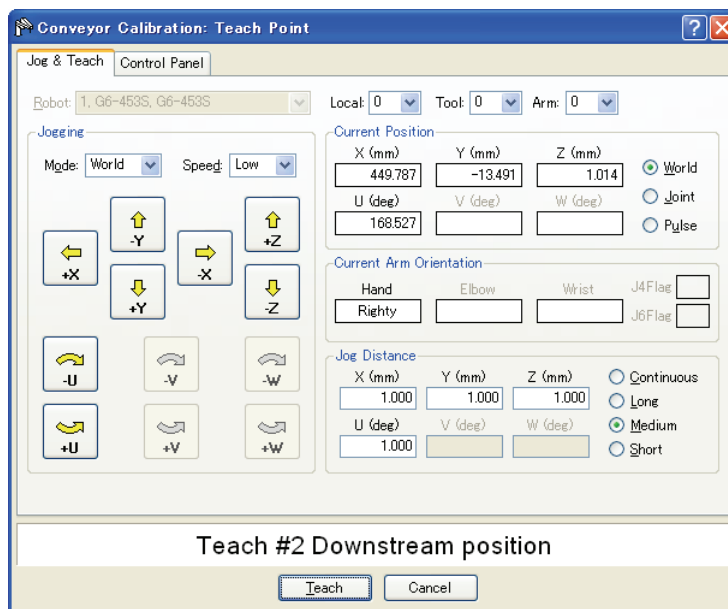 Conveyor Calibration: Teach Point
Jog & Teach Control Panel
Robot: 1, G6-453S, G6-453S Local: 0 Tool: 0 Arm: 0
Jogging
Mode: World Speed: Low
-Y +Z
+X -X
+Y -Z
-U -V -W
+U +V +W
Current Position
X (mm) Y (mm) Z (mm)
449.787 -13.491 1.014
U (deg) V (deg) W (deg)
168.527
World
Joint
Pulse
Current Arm Orientation
Hand Elbow Wrist J4Flag
Righty J6Flag
Jog Distance
X (mm) Y (mm) Z (mm)
1.000 1.000 1.000
U (deg) V (deg) W (deg)
1.000
Continuous
Long
Medium
Short
Teach #2 Downstream position
Teach Cancel